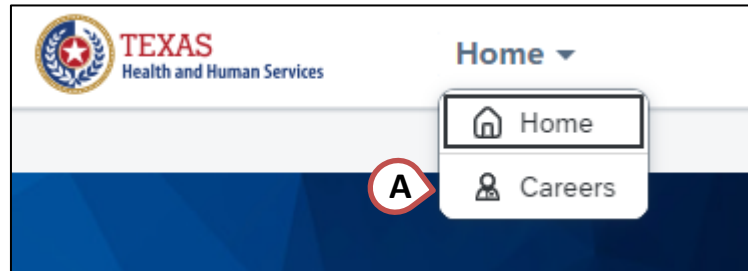 TEXAS
Health and Human Services
Home
Home
A
Careers